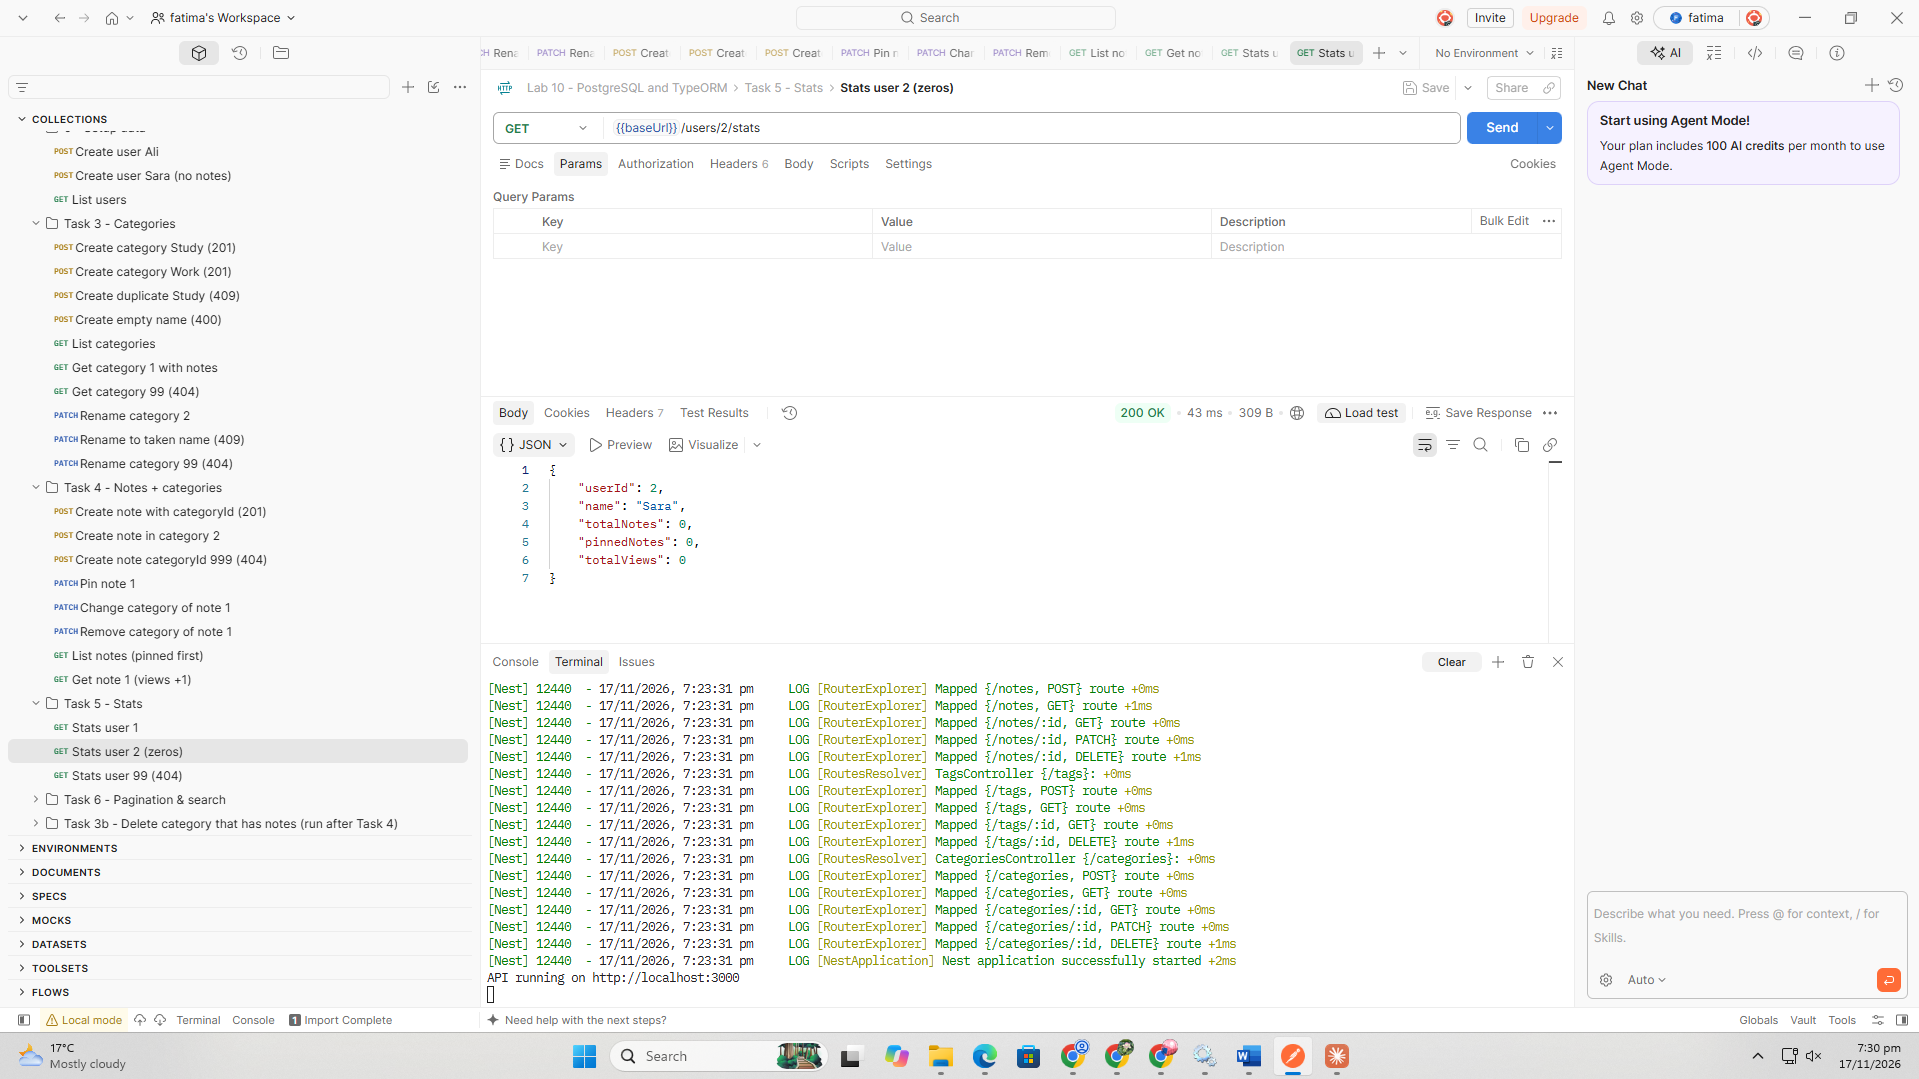 fatima's Workspace
Search
Invite
Upgrade
fatima
Rena
PATCH Rena
POST Create
POST Creat
POST Create
PATCH Pin n
PATCH Char
PATCH Rem
GET List no
GET Get no
GET Stats u
GET Stats u
No Environment
AI
Lab 10 - PostgreSQL and TypeORM > Task 5 - Stats > Stats user 2 (zeros)
Save
Share
New Chat
Start using Agent Mode!
Your plan includes 100 AI credits per month to use
Agent Mode.
COLLECTIONS
POST Create user Ali
POST Create user Sara (no notes)
GET List users
Task 3 - Categories
POST Create category Study (201)
POST Create category Work (201)
POST Create duplicate Study (409)
POST Create empty name (400)
GET List categories
GET Get category 1 with notes
GET Get category 99 (404)
PATCH Rename category 2
PATCH Rename to taken name (409)
PATCH Rename category 99 (404)
Task 4 - Notes + categories
POST Create note with categoryId (201)
POST Create note in category 2
POST Create note categoryId 999 (404)
PATCH Pin note 1
PATCH Change category of note 1
PATCH Remove category of note 1
GET List notes (pinned first)
GET Get note 1 (views +1)
Task 5 - Stats
GET Stats user 1
GET Stats user 2 (zeros)
GET Stats user 99 (404)
Task 6 - Pagination & search
Task 3b - Delete category that has notes (run after Task 4)
ENVIRONMENTS
DOCUMENTS
SPECS
MOCKS
DATASETS
TOOLSETS
FLOWS
GET {{baseUrl}} /users/2/stats
Send
Docs Params Authorization Headers 6 Body Scripts Settings
Cookies
Query Params
Key Value Description Bulk Edit
Key Value Description
Body Cookies Headers 7 Test Results
200 OK • 43 ms • 309 B
Load test
e.g. Save Response
{} JSON Preview Visualize
1 {
2 "userId": 2,
3 "name": "Sara",
4 "totalNotes": 0,
5 "pinnedNotes": 0,
6 "totalViews": 0
7 }
Console Terminal Issues
Clear
[Nest] 12440 - 17/11/2026, 7:23:31 pm LOG [RouterExplorer] Mapped {/notes, POST} route +0ms
[Nest] 12440 - 17/11/2026, 7:23:31 pm LOG [RouterExplorer] Mapped {/notes, GET} route +1ms
[Nest] 12440 - 17/11/2026, 7:23:31 pm LOG [RouterExplorer] Mapped {/notes/:id, GET} route +0ms
[Nest] 12440 - 17/11/2026, 7:23:31 pm LOG [RouterExplorer] Mapped {/notes/:id, PATCH} route +0ms
[Nest] 12440 - 17/11/2026, 7:23:31 pm LOG [RouterExplorer] Mapped {/notes/:id, DELETE} route +1ms
[Nest] 12440 - 17/11/2026, 7:23:31 pm LOG [RoutesResolver] TagsController {/tags}: +0ms
[Nest] 12440 - 17/11/2026, 7:23:31 pm LOG [RouterExplorer] Mapped {/tags, POST} route +0ms
[Nest] 12440 - 17/11/2026, 7:23:31 pm LOG [RouterExplorer] Mapped {/tags, GET} route +0ms
[Nest] 12440 - 17/11/2026, 7:23:31 pm LOG [RouterExplorer] Mapped {/tags/:id, GET} route +0ms
[Nest] 12440 - 17/11/2026, 7:23:31 pm LOG [RouterExplorer] Mapped {/tags/:id, DELETE} route +1ms
[Nest] 12440 - 17/11/2026, 7:23:31 pm LOG [RoutesResolver] CategoriesController {/categories}: +0ms
[Nest] 12440 - 17/11/2026, 7:23:31 pm LOG [RouterExplorer] Mapped {/categories, POST} route +0ms
[Nest] 12440 - 17/11/2026, 7:23:31 pm LOG [RouterExplorer] Mapped {/categories, GET} route +0ms
[Nest] 12440 - 17/11/2026, 7:23:31 pm LOG [RouterExplorer] Mapped {/categories/:id, GET} route +0ms
[Nest] 12440 - 17/11/2026, 7:23:31 pm LOG [RouterExplorer] Mapped {/categories/:id, PATCH} route +0ms
[Nest] 12440 - 17/11/2026, 7:23:31 pm LOG [RouterExplorer] Mapped {/categories/:id, DELETE} route +1ms
[Nest] 12440 - 17/11/2026, 7:23:31 pm LOG [NestApplication] Nest application successfully started +2ms
API running on http://localhost:3000
Describe what you need. Press @ for context, / for
Skills.
Auto
Local mode
Terminal
Console
1 Import Complete
Need help with the next steps?
Globals
Vault
Tools
17°C
Mostly cloudy
Search
7:30 pm
17/11/2026